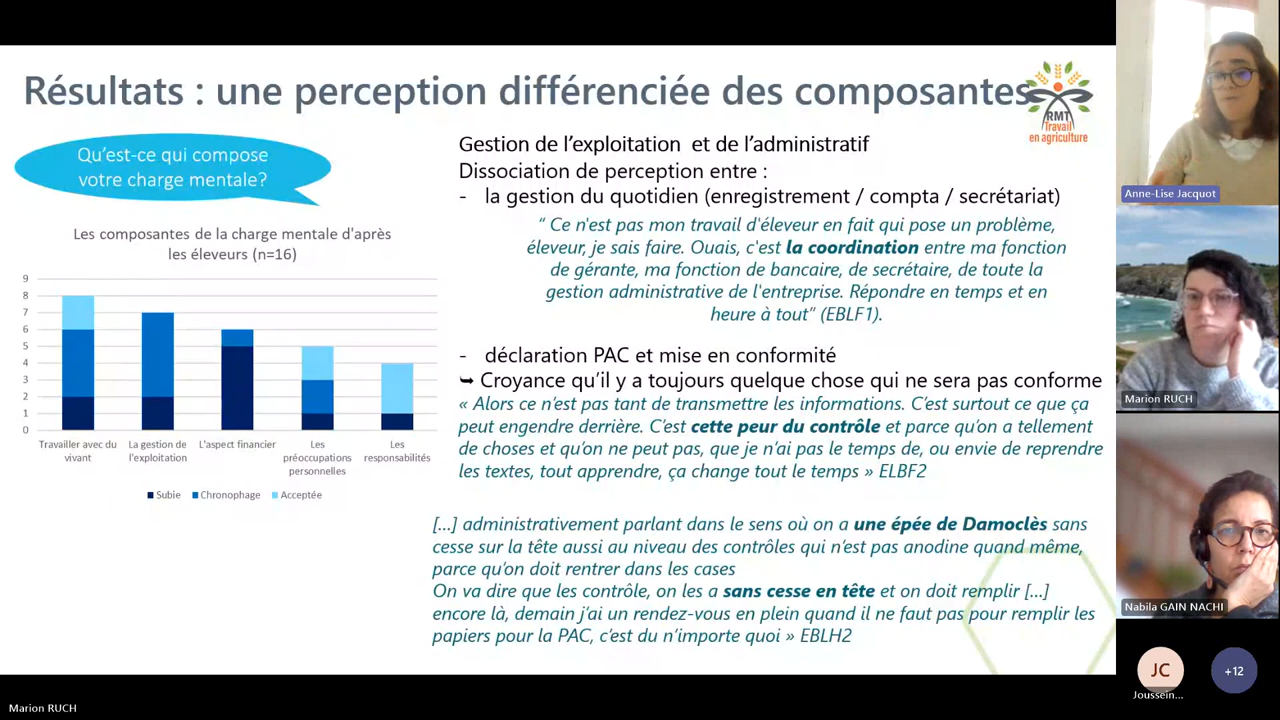 Résultats : une perception différenciée des composantes
RMT
Travail
en agriculture
Qu'est-ce qui compose
votre charge mentale?
Les composantes de la charge mentale d'après
les éleveurs (n=16)
9
8
7
6
5
4
3
2
1
0
Travailler avec du
vivant
La gestion de
l'exploitation
L'aspect financier
Les
préoccupations
personnelles
Les
responsabilités
Subie
Chronophage
Acceptée
Gestion de l'exploitation et de l'administratif
Dissociation de perception entre :
- la gestion du quotidien (enregistrement / compta / secrétariat)
“ Ce n'est pas mon travail d'éleveur en fait qui pose un problème,
éleveur, je sais faire. Ouais, c'est la coordination entre ma fonction
de gérante, ma fonction de bancaire, de secrétaire, de toute la
gestion administrative de l'entreprise. Répondre en temps et en
heure à tout” (EBLF1).
- déclaration PAC et mise en conformité
➥ Croyance qu'il y a toujours quelque chose qui ne sera pas conforme
« Alors ce n'est pas tant de transmettre les informations. C'est surtout ce que ça
peut engendre derrière. C'est cette peur du contrôle et parce qu'on a tellement
de choses et qu'on ne peut pas, que je n'ai pas le temps de, ou envie de reprendre
les textes, tout apprendre, ça change tout le temps » ELBF2
[…] administrativement parlant dans le sens où on a une épée de Damoclès sans
cesse sur la tête aussi au niveau des contrôles qui n'est pas anodine quand même,
parce qu'on doit rentrer dans les cases
On va dire que les contrôle, on les a sans cesse en tête et on doit remplir […]
encore là, demain j'ai un rendez-vous en plein quand il ne faut pas pour remplir les
papiers pour la PAC, c'est du n'importe quoi » EBLH2
Anne-Lise Jacquot
Marion RUCH
Nabila GAIN NACHI
JC
Joussein...
+12
Marion RUCH